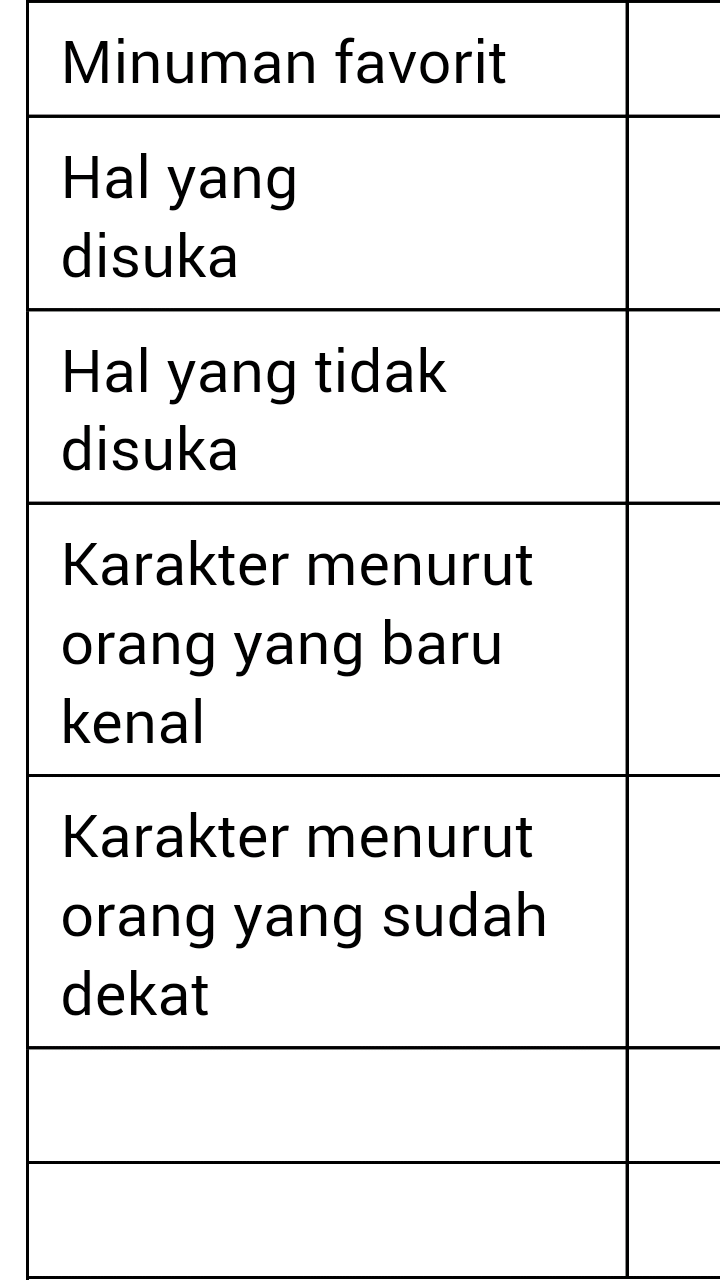 Minuman favorit
Hal yang
disuka
Hal yang tidak
disuka
Karakter menurut
orang yang baru
kenal
Karakter menurut
orang yang sudah
dekat